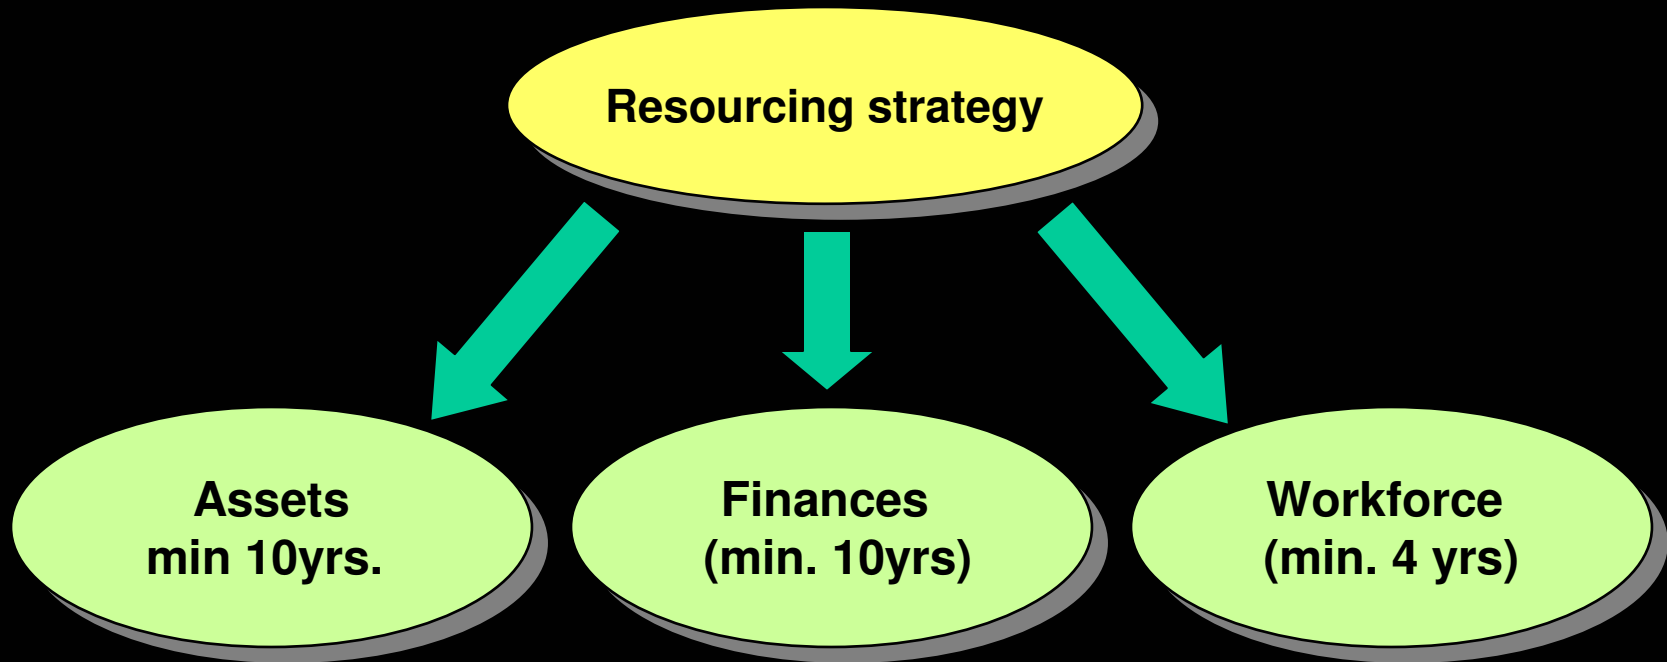 Resourcing strategy
Assets
min 10yrs.
Finances
(min. 10yrs)
Workforce
(min. 4 yrs)